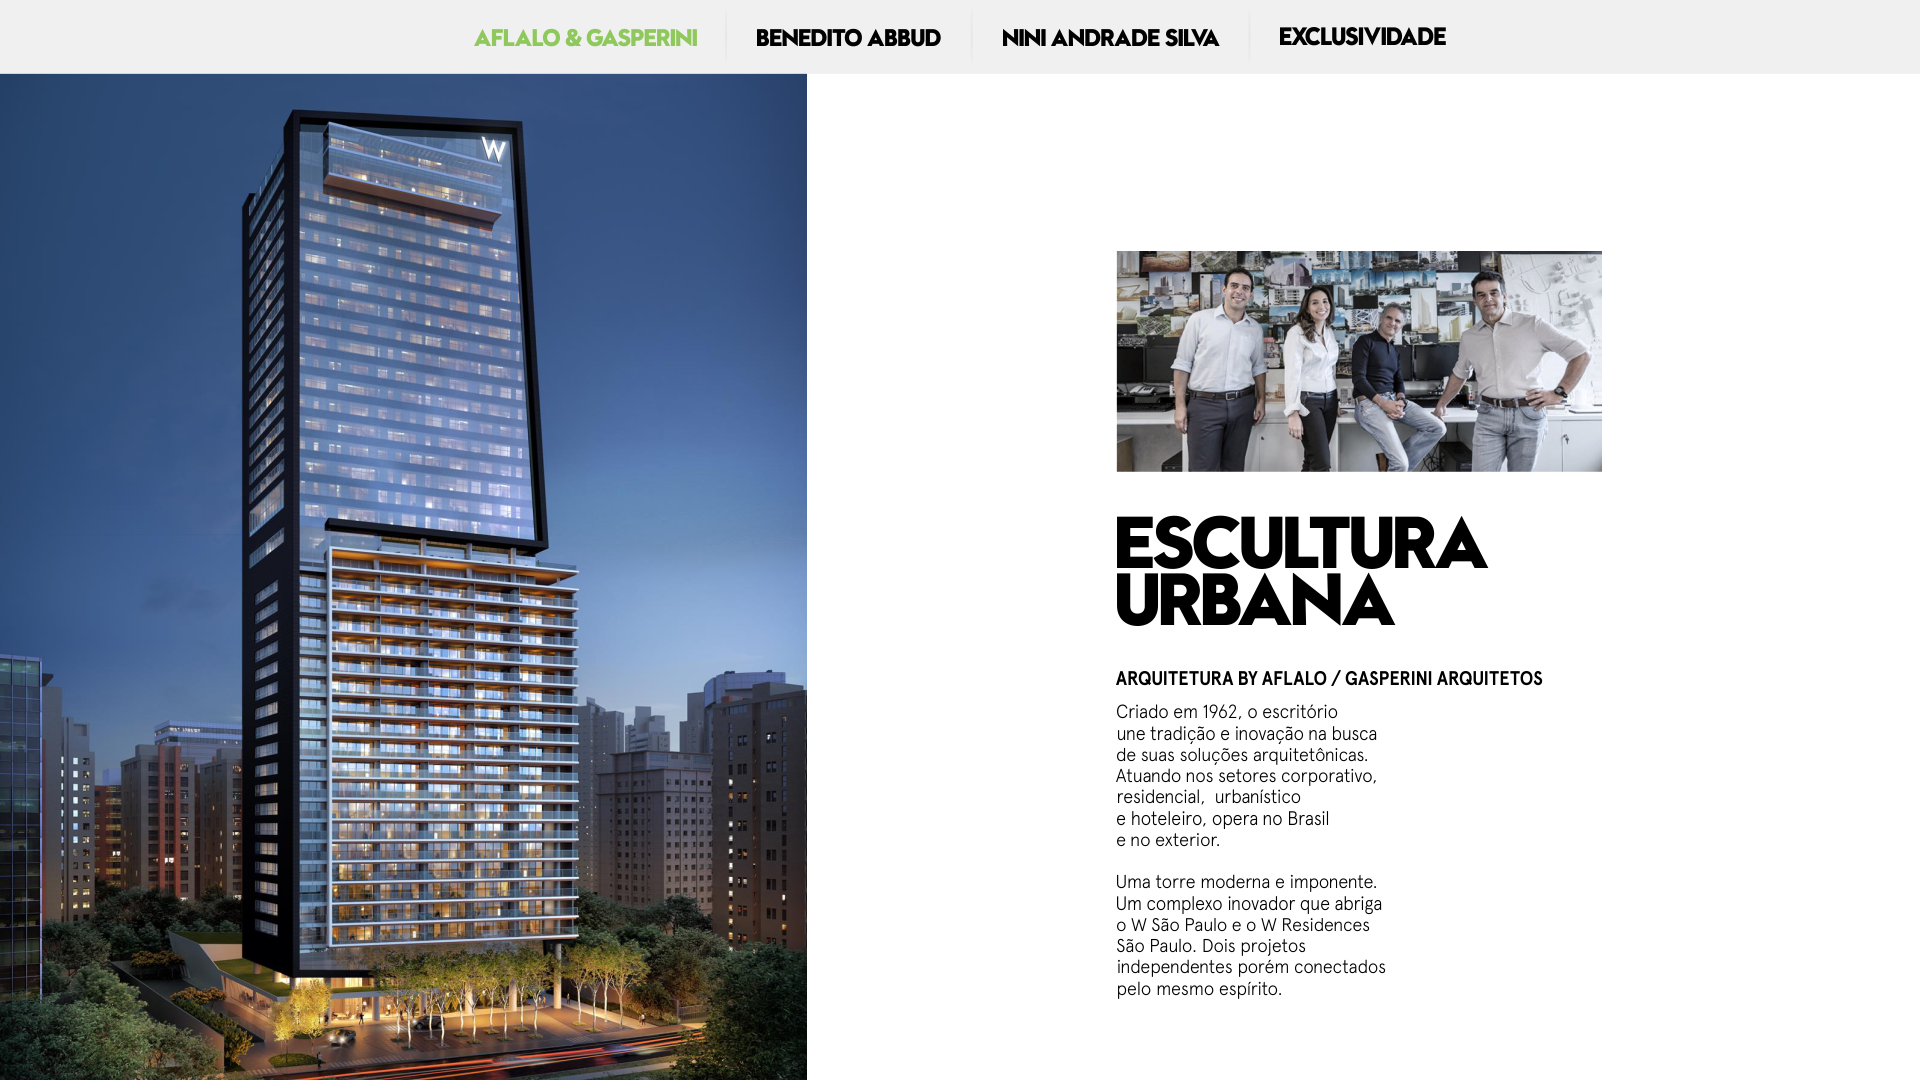 AFLALO & GASPERINI
BENEDITO ABBUD
NINI ANDRADE SILVA
EXCLUSIVIDADE
W
ESCULTURA
URBANA
ARQUITETURA BY AFLALO / GASPERINI ARQUITETOS
Criado em 1962, o escritório
une tradição e inovação na busca
de suas soluções arquitetônicas.
Atuando nos setores corporativo,
residencial,  urbanístico
e hoteleiro, opera no Brasil
e no exterior.
Uma torre moderna e imponente.
Um complexo inovador que abriga
o W São Paulo e o W Residences
São Paulo. Dois projetos
independentes porém conectados
pelo mesmo espírito.